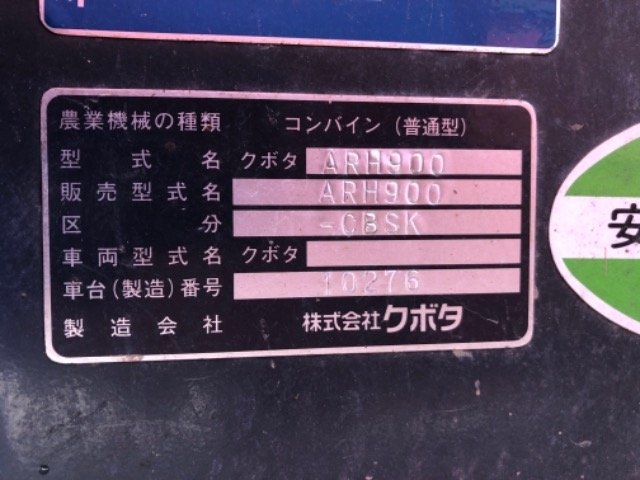 農業機械の種類 コンバイン (普通型)
型式名 クボタ ARH900
販売型式名 ARH900
区分 -CBSK
車両型式名 クボタ
車台(製造)番号 10276
製造会社 株式会社クボタ
安